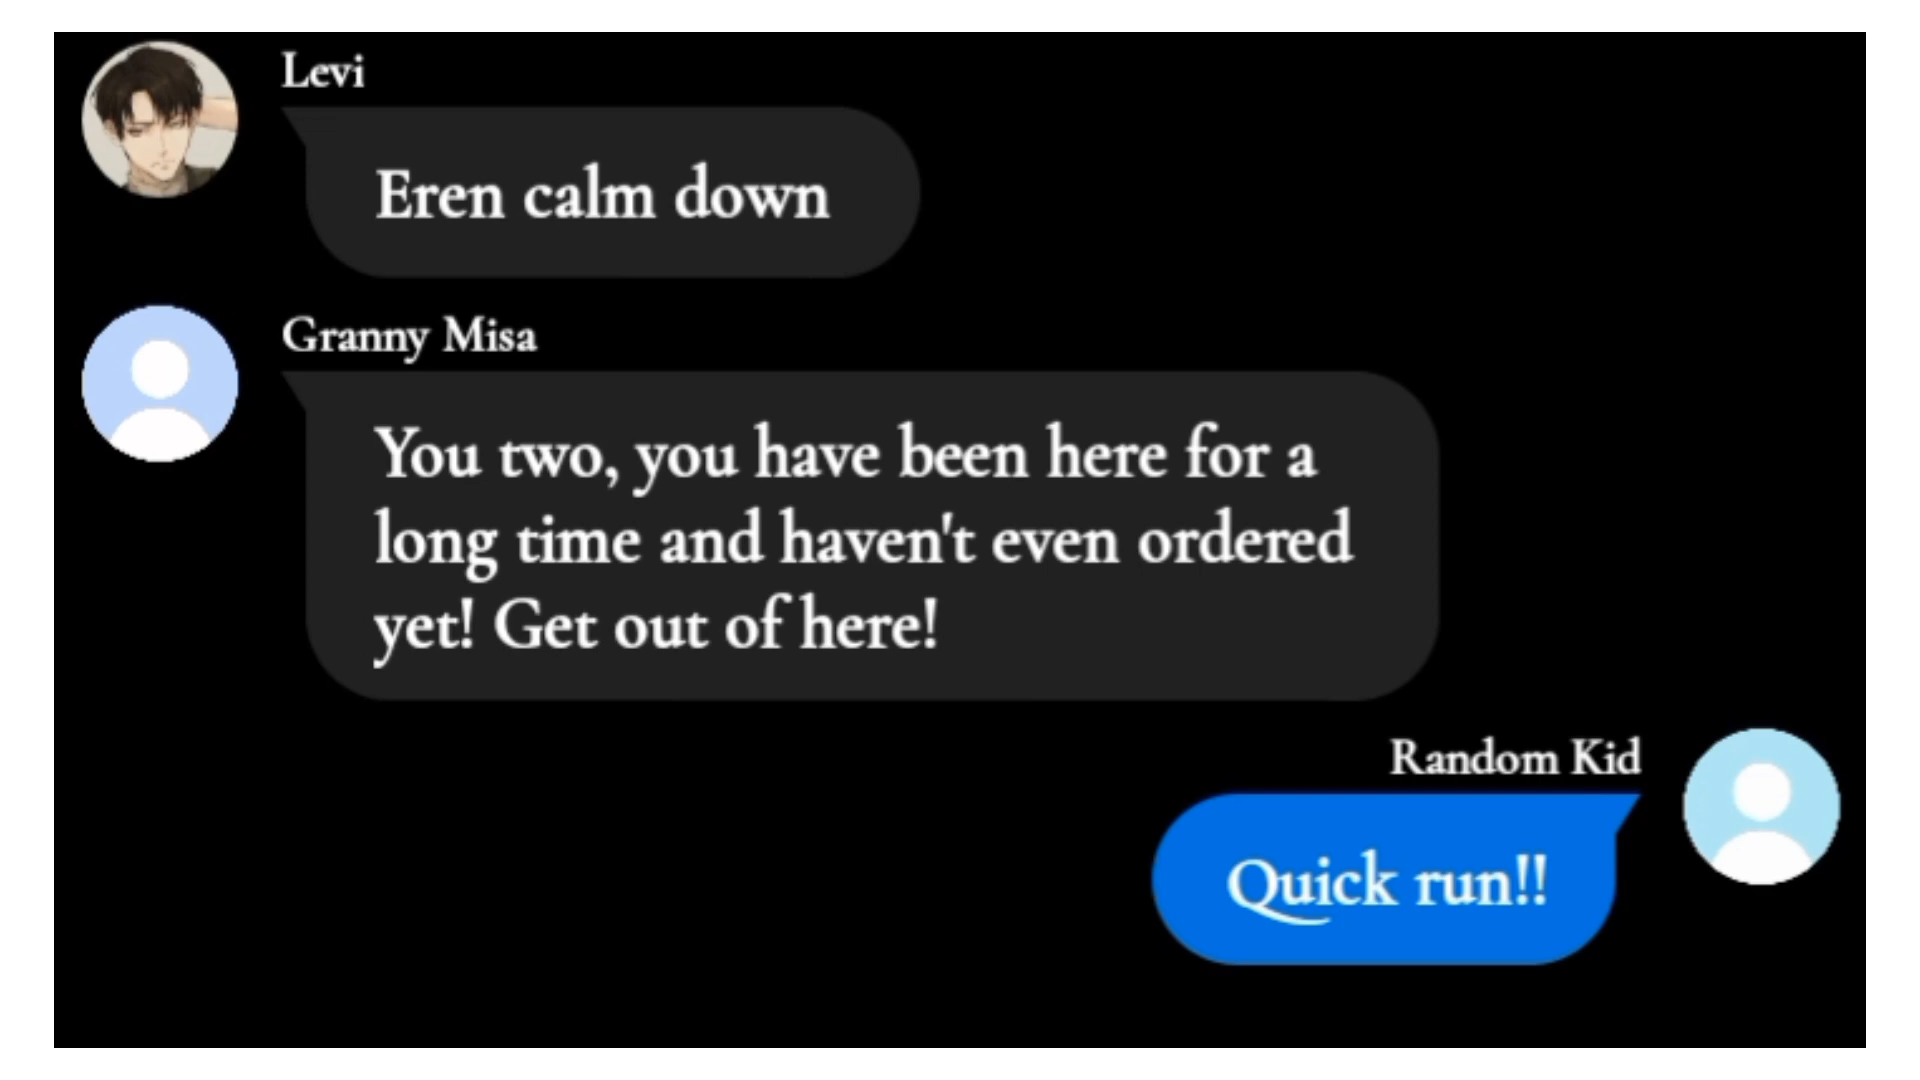 Levi
Eren calm down
Granny Misa
You two, you have been here for a
long time and haven't even ordered
yet! Get out of here!
Random Kid
Quick run!!